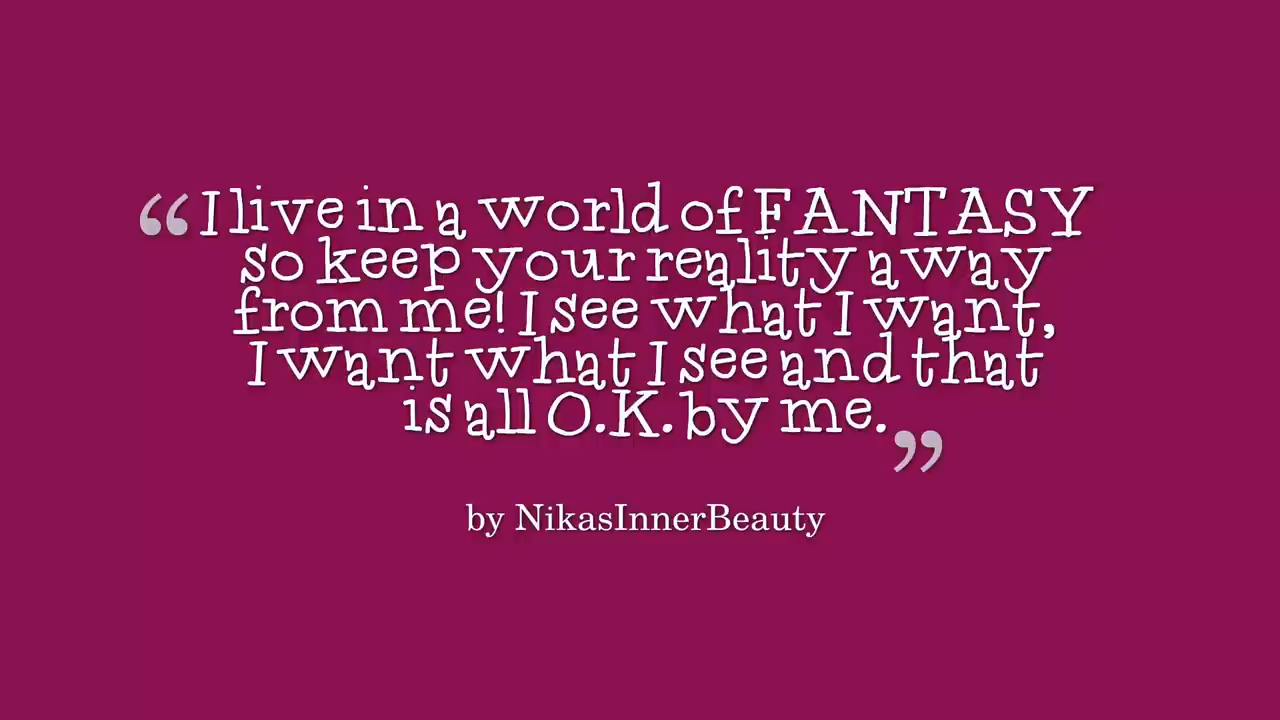 “I live in a world of FANTASY
so keep your reality away
from me! I see what I want,
I want what I see and that
is all O.K. by me.”
by NikasInnerBeauty